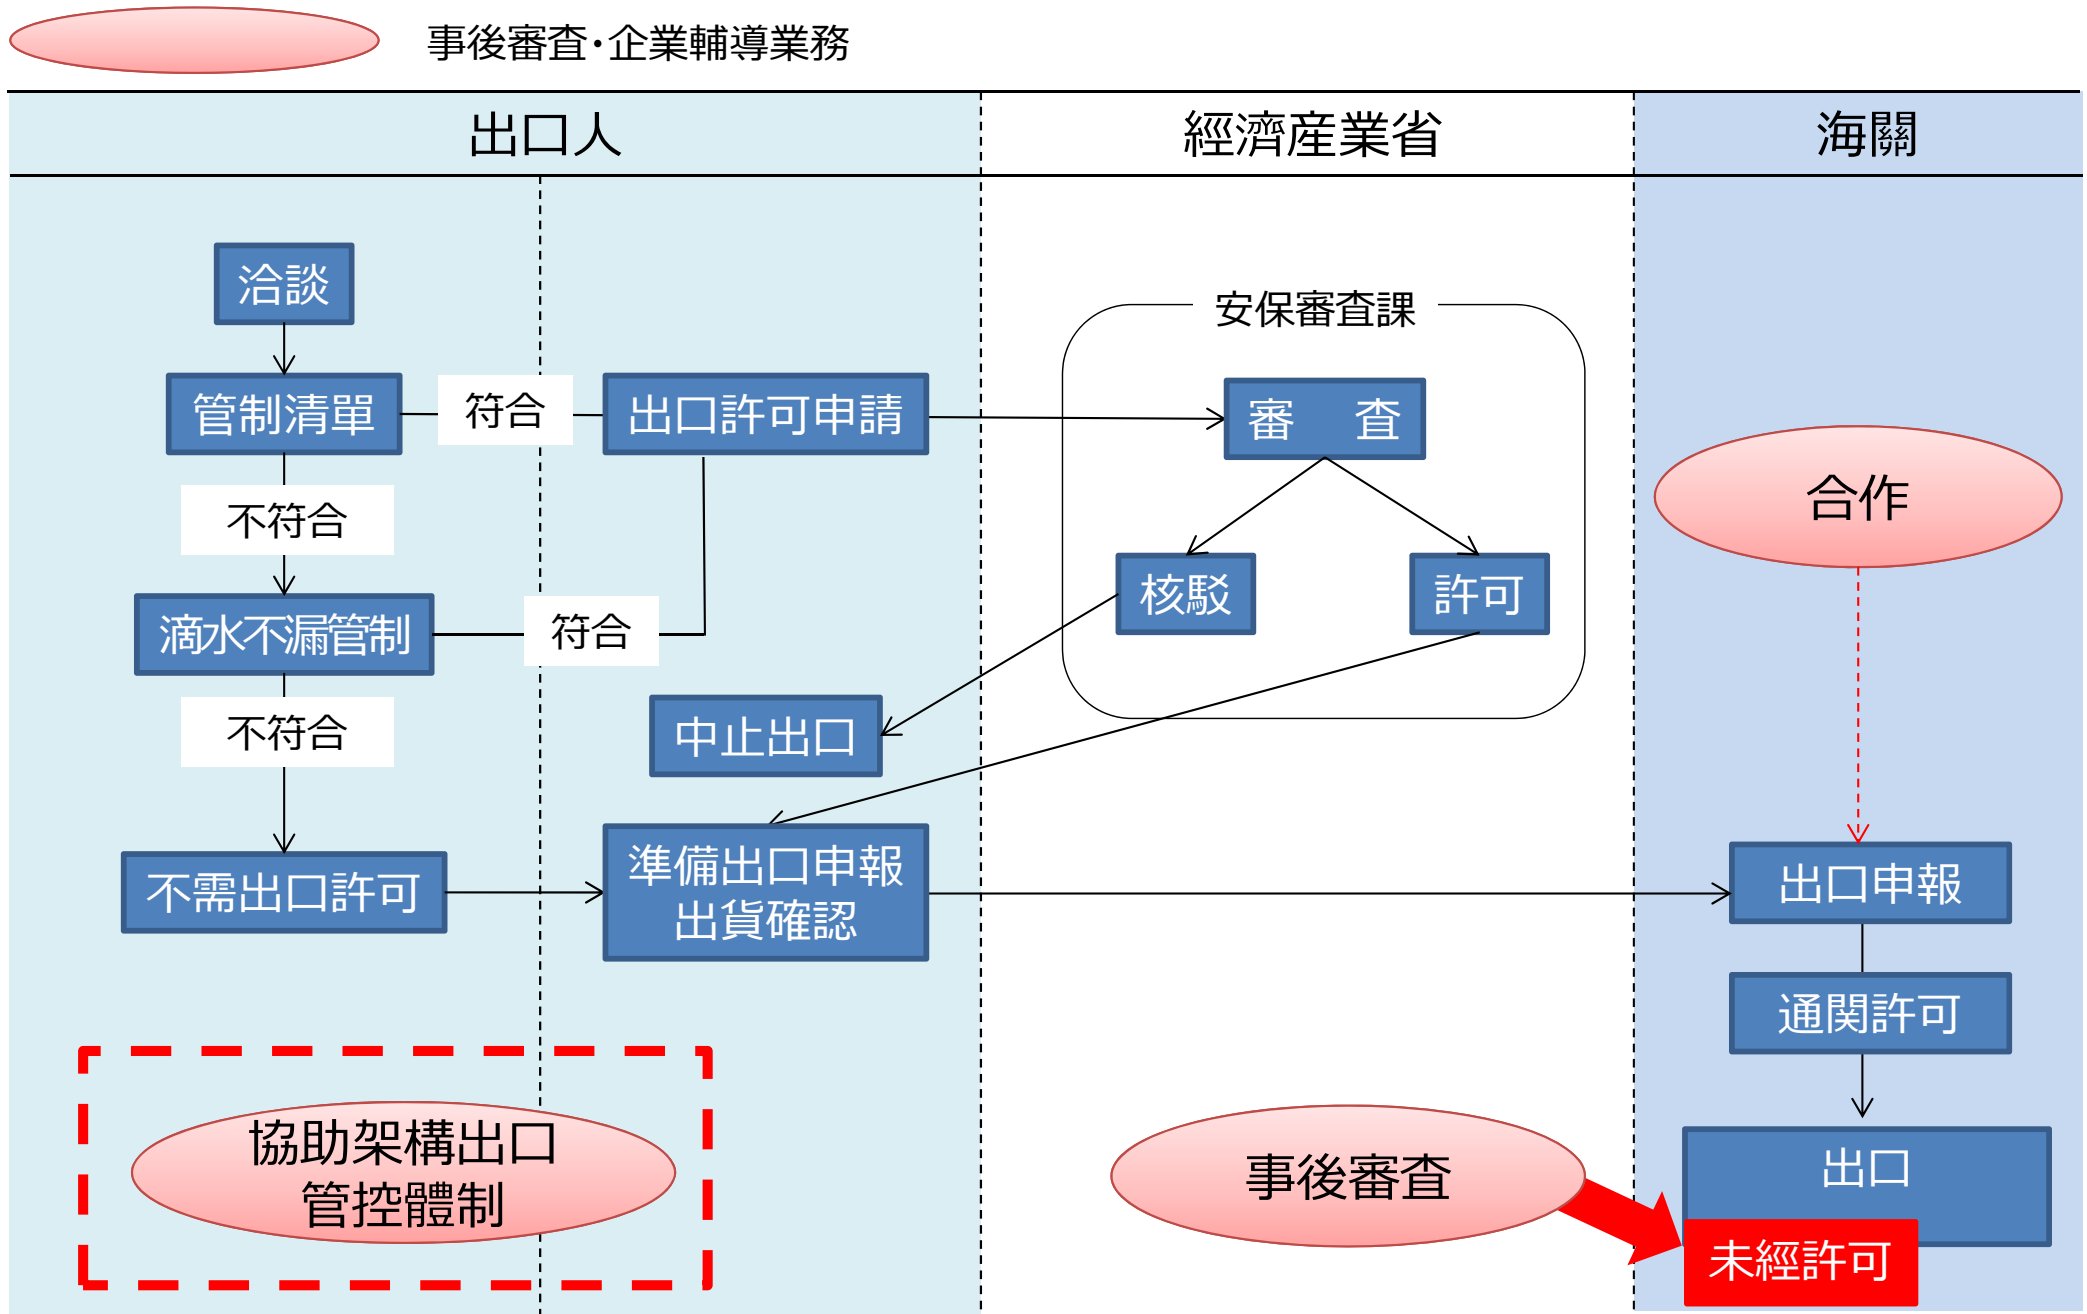 事後審査・企業輔導業務
出口人
經濟産業省
海關
洽談
安保審査課
管制清單
符合
出口許可申請
審　査
不符合
合作
核駁
許可
滴水不漏管制
符合
不符合
中止出口
準備出口申報
出貨確認
不需出口許可
出口申報
通関許可
協助架構出口
管控體制
事後審査
出口
未經許可